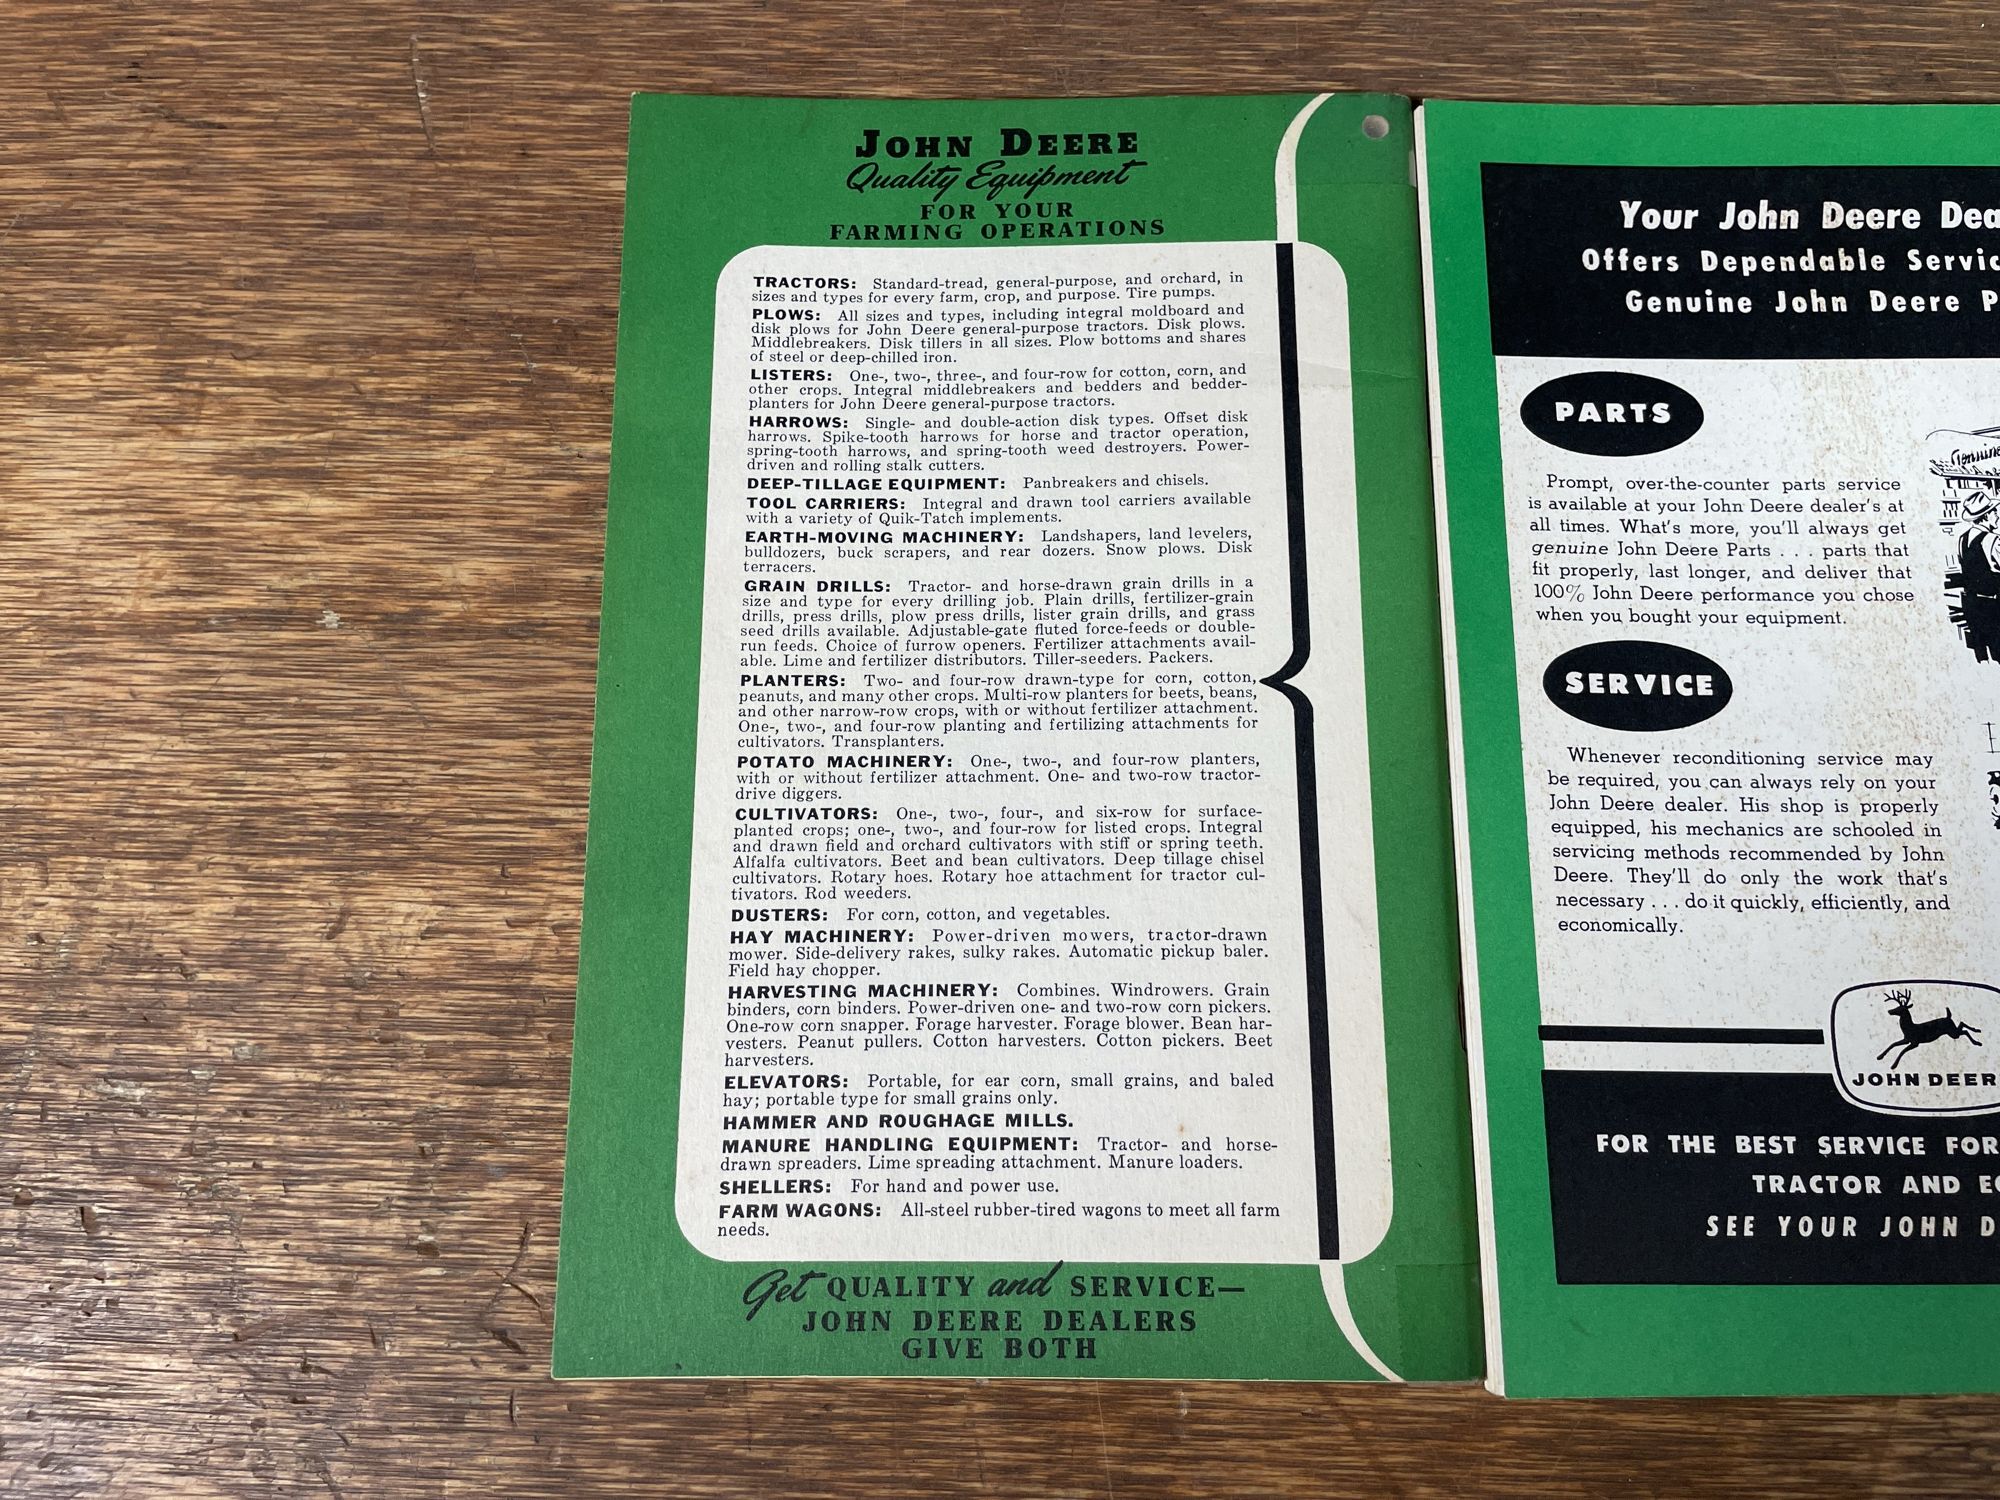 JOHN DEERE
Quality Equipment
FOR YOUR
FARMING OPERATIONS
TRACTORS: Standard-tread, general-purpose, and orchard, in
sizes and types for every farm, crop, and purpose. Tire pumps.
PLOWS: All sizes and types, including integral moldboard and
disk plows for John Deere general-purpose tractors. Disk plows.
Middlebreakers. Disk tillers in all sizes. Plow bottoms and shares
of steel or deep-chilled iron.
LISTERS: One-, two-, three-, and four-row for cotton, corn, and
other crops. Integral middlebreakers and bedders and bedder-
planters for John Deere general-purpose tractors.
HARROWS: Single- and double-action disk types. Offset disk
harrows. Spike-tooth harrows for horse and tractor operation,
spring-tooth harrows, and spring-tooth weed destroyers. Power-
driven and rolling stalk cutters.
DEEP-TILLAGE EQUIPMENT: Panbreakers and chisels.
TOOL CARRIERS: Integral and drawn tool carriers available
with a variety of Quik-Tatch implements.
EARTH-MOVING MACHINERY: Landshapers, land levelers,
bulldozers, buck scrapers, and rear dozers. Snow plows. Disk
terracers.
GRAIN DRILLS: Tractor- and horse-drawn grain drills in a
size and type for every drilling job. Plain drills, fertilizer-grain
drills, press drills, plow press drills, lister grain drills, and grass
seed drills available. Adjustable-gate fluted force-feeds or double-
run feeds. Choice of furrow openers. Fertilizer attachments avail-
able. Lime and fertilizer distributors. Tiller-seeders. Packers.
PLANTERS: Two- and four-row drawn-type for corn, cotton,
peanuts, and many other crops. Multi-row planters for beets, beans,
and other narrow-row crops, with or without fertilizer attachment.
One-, two-, and four-row planting and fertilizing attachments for
cultivators. Transplanters.
POTATO MACHINERY: One-, two-, and four-row planters,
with or without fertilizer attachment. One- and two-row tractor-
drive diggers.
CULTIVATORS: One-, two-, four-, and six-row for surface-
planted crops; one-, two-, and four-row for listed crops. Integral
and drawn field and orchard cultivators with stiff or spring teeth.
Alfalfa cultivators. Beet and bean cultivators. Deep tillage chisel
cultivators. Rotary hoes. Rotary hoe attachment for tractor cul-
tivators. Rod weeders.
DUSTERS: For corn, cotton, and vegetables.
HAY MACHINERY: Power-driven mowers, tractor-drawn
mower. Side-delivery rakes, sulky rakes. Automatic pickup baler.
Field hay chopper.
HARVESTING MACHINERY: Combines. Windrowers. Grain
binders, corn binders. Power-driven one- and two-row corn pickers.
One-row corn snapper. Forage harvester. Forage blower. Bean har-
vesters. Peanut pullers. Cotton harvesters. Cotton pickers. Beet
harvesters.
ELEVATORS: Portable, for ear corn, small grains, and baled
hay; portable type for small grains only.
HAMMER AND ROUGHAGE MILLS.
MANURE HANDLING EQUIPMENT: Tractor- and horse-
drawn spreaders. Lime spreading attachment. Manure loaders.
SHELLERS: For hand and power use.
FARM WAGONS: All-steel rubber-tired wagons to meet all farm
needs.
Get QUALITY and SERVICE—
JOHN DEERE DEALERS
GIVE BOTH
Your John Deere Dea
Offers Dependable Servic
Genuine John Deere P
PARTS
Prompt, over-the-counter parts service
is available at your John Deere dealer's at
all times. What's more, you'll always get
genuine John Deere Parts . . . parts that
fit properly, last longer, and deliver that
100% John Deere performance you chose
when you bought your equipment.
SERVICE
Whenever reconditioning service may
be required, you can always rely on your
John Deere dealer. His shop is properly
equipped, his mechanics are schooled in
servicing methods recommended by John
Deere. They'll do only the work that's
necessary . . . do it quickly, efficiently, and
economically.
JOHN DEER
FOR THE BEST SERVICE FOR
TRACTOR AND E
SEE YOUR JOHN D